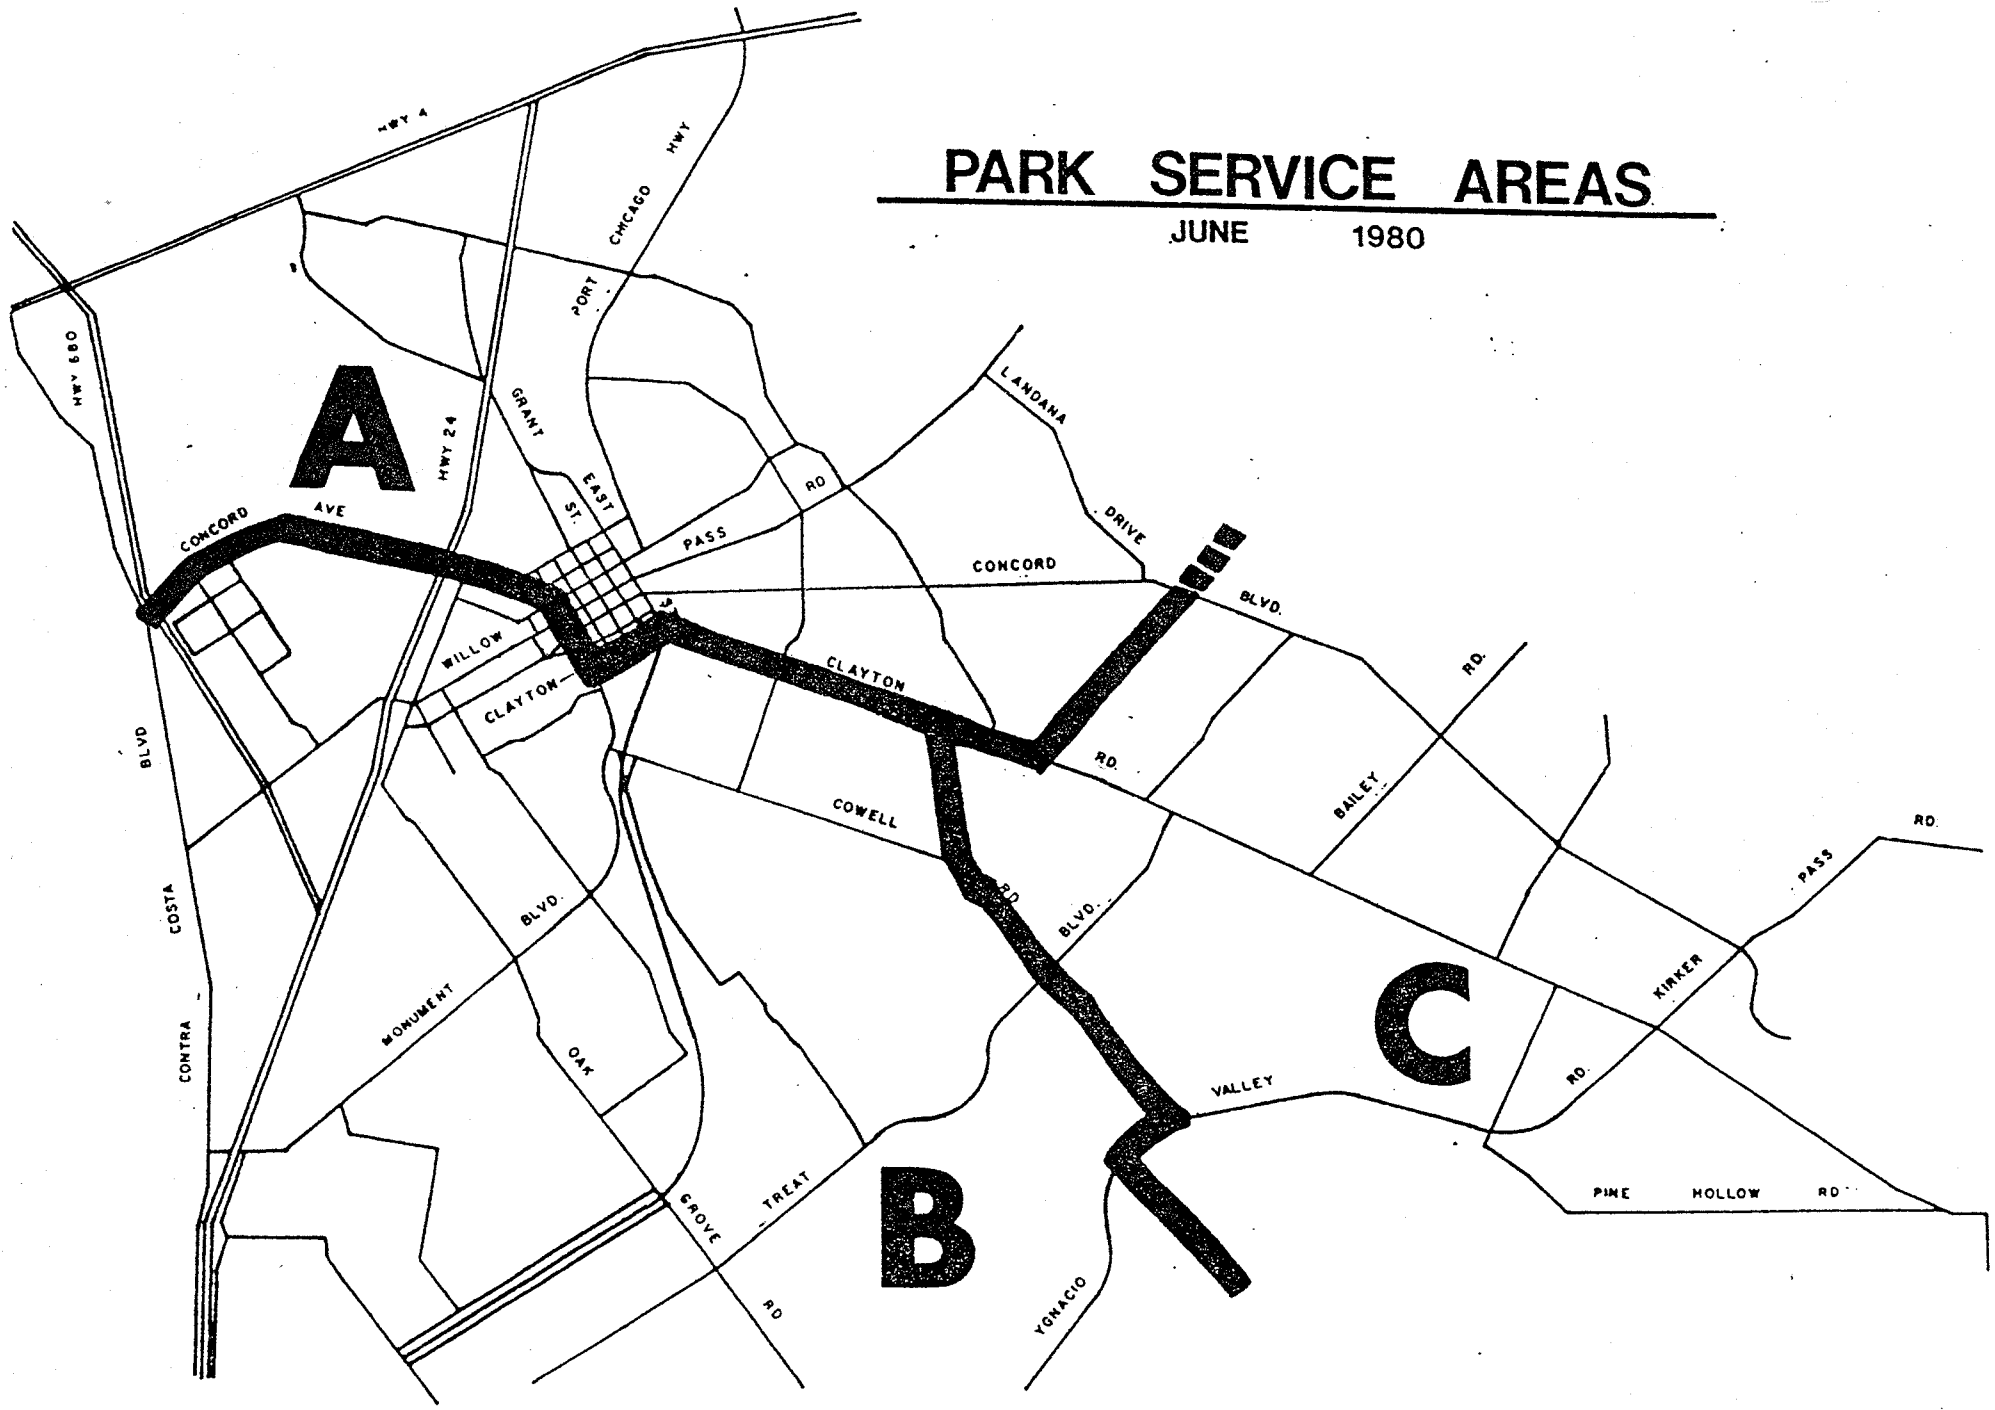 PARK SERVICE AREAS
JUNE 1980
HWY 4
PORT CHICAGO HWY
HWY 680
A
HWY 24
GRANT
ST.
EAST
LANDANA
DRIVE
PASS RD
CONCORD AVE
CONCORD BLVD.
WILLOW
CLAYTON
CLAYTON RD.
COWELL RD.
BAILEY RD.
KIRKER PASS RD.
CONTRA COSTA BLVD
MONUMENT BLVD.
OAK GROVE RD
TREAT BLVD.
B
C
YGNACIO VALLEY RD.
PINE HOLLOW RD